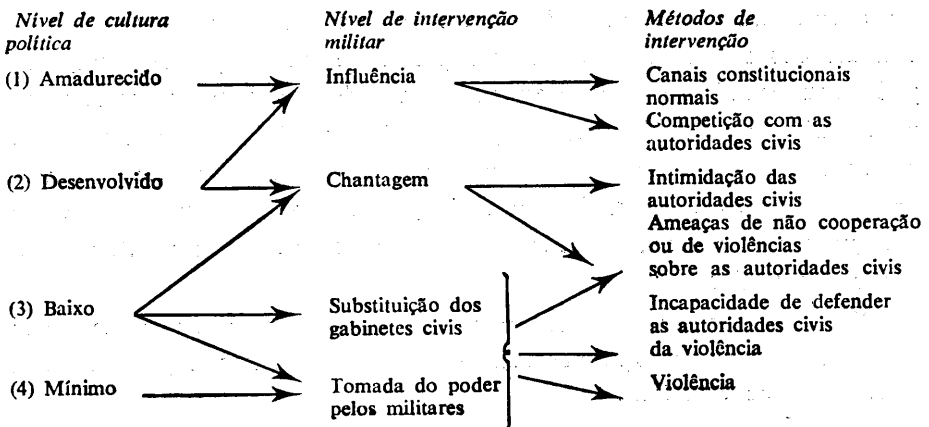 Nível de cultura
política
Nível de intervenção
militar
Métodos de
intervenção
(1) Amadurecido
Influência
Canais constitucionais
normais
Competição com as
autoridades civis
(2) Desenvolvido
Chantagem
Intimidação das
autoridades civis
Ameaças de não cooperação
ou de violências
sobre as autoridades civis
(3) Baixo
Substituição dos
gabinetes civis
Incapacidade de defender
as autoridades civis
da violência
(4) Mínimo
Tomada do poder
pelos militares
Violência